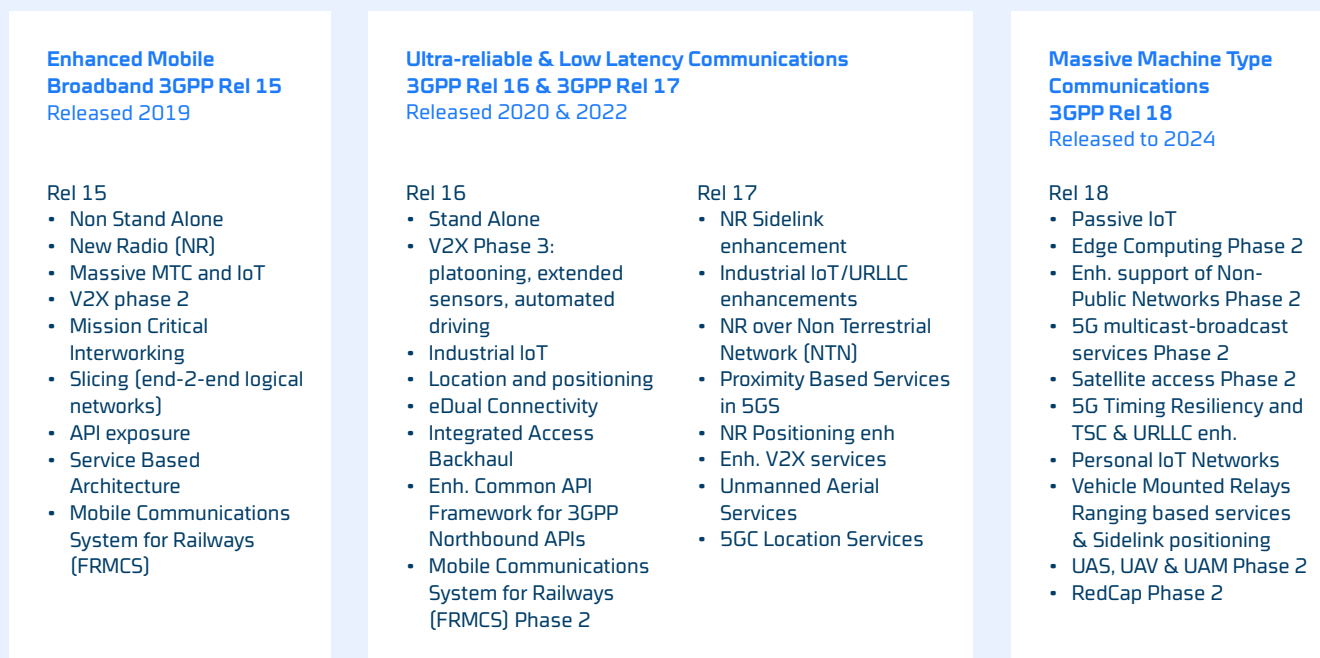 Enhanced Mobile
Broadband 3GPP Rel 15
Released 2019
Rel 15
• Non Stand Alone
• New Radio (NR)
• Massive MTC and IoT
• V2X phase 2
• Mission Critical
Interworking
• Slicing (end-2-end logical
networks)
• API exposure
• Service Based
Architecture
• Mobile Communications
System for Railways
(FRMCS)
Ultra-reliable & Low Latency Communications
3GPP Rel 16 & 3GPP Rel 17
Released 2020 & 2022
Rel 16
• Stand Alone
• V2X Phase 3:
platooning, extended
sensors, automated
driving
• Industrial IoT
• Location and positioning
• eDual Connectivity
• Integrated Access
Backhaul
• Enh. Common API
Framework for 3GPP
Northbound APIs
• Mobile Communications
System for Railways
(FRMCS) Phase 2
Rel 17
• NR Sidelink
enhancement
• Industrial IoT/URLLC
enhancements
• NR over Non Terrestrial
Network (NTN)
• Proximity Based Services
in 5GS
• NR Positioning enh
• Enh. V2X services
• Unmanned Aerial
Services
• 5GC Location Services
Massive Machine Type
Communications
3GPP Rel 18
Released to 2024
Rel 18
• Passive IoT
• Edge Computing Phase 2
• Enh. support of Non-
Public Networks Phase 2
• 5G multicast-broadcast
services Phase 2
• Satellite access Phase 2
• 5G Timing Resiliency and
TSC & URLLC enh.
• Personal IoT Networks
• Vehicle Mounted Relays
Ranging based services
& Sidelink positioning
• UAS, UAV & UAM Phase 2
• RedCap Phase 2